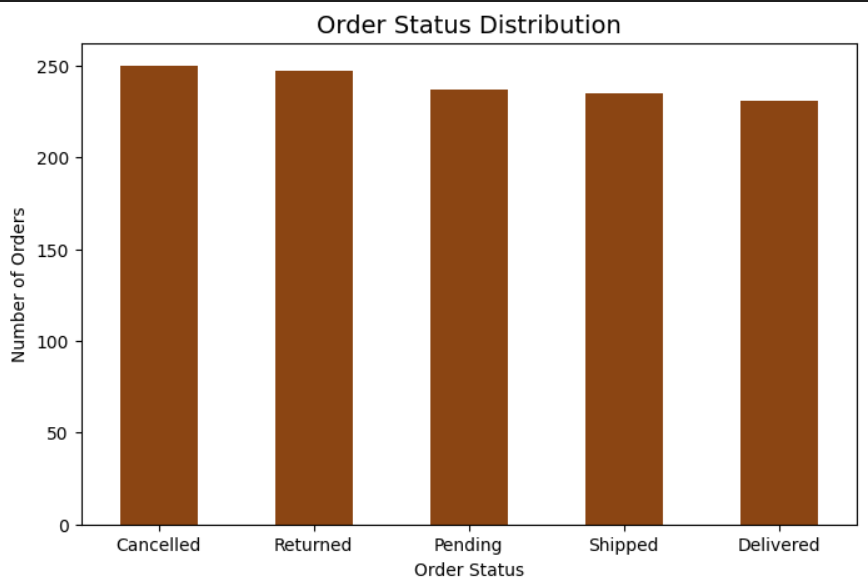 Order Status Distribution
250
200
150
100
50
0
Number of Orders
Cancelled Returned Pending Shipped Delivered
Order Status